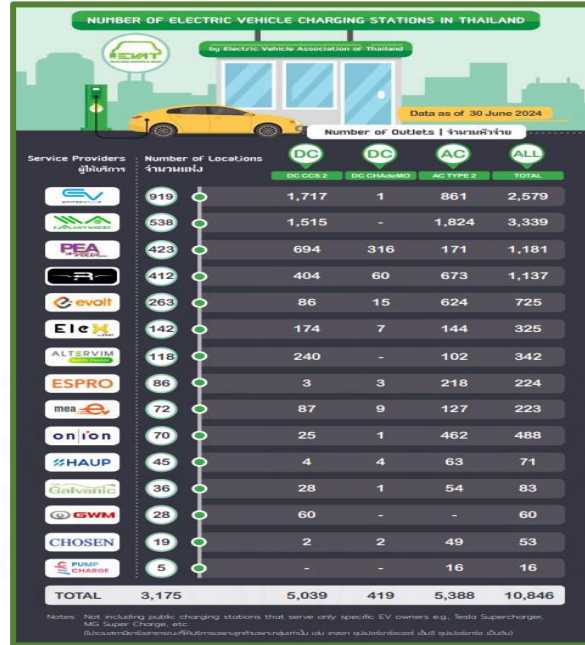 NUMBER OF ELECTRIC VEHICLE CHARGING STATIONS IN THAILAND
EVAT
by Electric Vehicle Association of Thailand
Data as of 30 June 2024
Number of Outlets | จำนวนหัวจ่าย
Service Providers Number of Locations DC DC AC ALL
ผู้ให้บริการ จำนวนแห่ง
DC CCS 2 DC CHAdeMO AC TYPE 2 TOTAL
EV 919 1,717 1 861 2,579
EA ANYWHERE 538 1,515 - 1,824 3,339
PEA VOLTA 423 694 316 171 1,181
R 412 404 60 673 1,137
evolt 263 86 15 624 725
EleX 142 174 7 144 325
ALTERVIM 118 240 - 102 342
ESPRO 86 3 3 218 224
mea 72 87 9 127 223
on|ion 70 25 1 462 488
HAUP 45 4 4 63 71
Galvanic 36 28 1 54 83
GWM 28 60 - - 60
CHOSEN 19 2 2 49 53
PUMP CHARGE 5 - - 16 16
TOTAL 3,175 5,039 419 5,388 10,846
Notes: Not including public charging stations that serve only specific EV owners e.g., Tesla Supercharger,
MG Super Charge, etc.